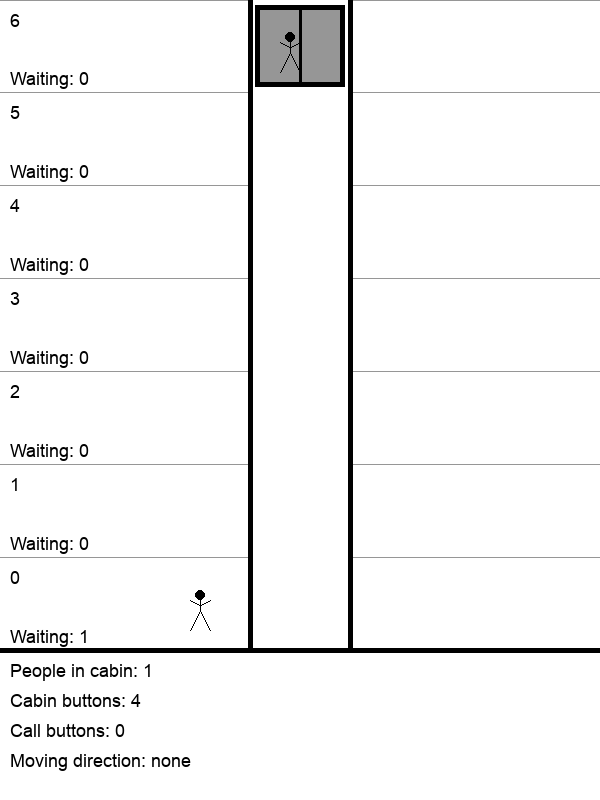 6
Waiting: 0
5
Waiting: 0
4
Waiting: 0
3
Waiting: 0
2
Waiting: 0
1
Waiting: 0
0
Waiting: 1
People in cabin: 1
Cabin buttons: 4
Call buttons: 0
Moving direction: none